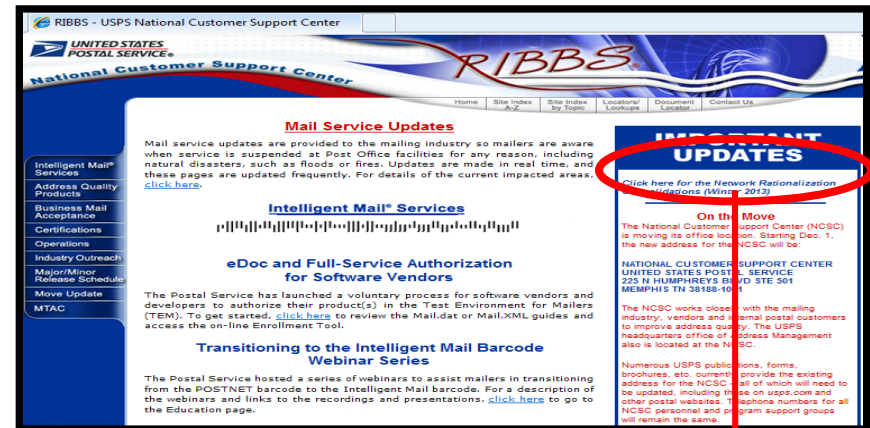 RIBBS - USPS National Customer Support Center
UNITED STATES
POSTAL SERVICE®
National Customer Support Center
RIBBS®
Home
Site Index
A-Z
Site Index
by Topic
Locators/
Lookups
Document
Locator
Contact Us
Intelligent Mail®
Services
Address Quality
Products
Business Mail
Acceptance
Certifications
Operations
Industry Outreach
Major/Minor
Release Schedule
Move Update
MTAC
Mail Service Updates
Mail service updates are provided to the mailing industry so mailers are aware
when service is suspended at Post Office facilities for any reason, including
natural disasters, such as floods or fires. Updates are made in real time, and
these pages are updated frequently. For details of the current impacted areas,
click here.
Intelligent Mail® Services
eDoc and Full-Service Authorization
for Software Vendors
The Postal Service has launched a voluntary process for software vendors and
developers to authorize their product(s) in the Test Environment for Mailers
(TEM). To get started, click here to review the Mail.dat or Mail.XML guides and
access the on-line Enrollment Tool.
Transitioning to the Intelligent Mail Barcode
Webinar Series
The Postal Service hosted a series of webinars to assist mailers in transitioning
from the POSTNET barcode to the Intelligent Mail barcode. For a description of
the webinars and links to the recordings and presentations, click here to go to
the Education page.
IMPORTANT
UPDATES
Click here for the Network Rationalization
Consolidations (Winter 2013)
On the Move
The National Customer Support Center (NCSC)
is moving its office location. Starting Dec. 1,
the new address for the NCSC will be:
NATIONAL CUSTOMER SUPPORT CENTER
UNITED STATES POSTAL SERVICE
225 N HUMPHREYS BLVD STE 501
MEMPHIS TN 38188-1001
The NCSC works closely with the mailing
industry, vendors and internal postal customers
to improve address quality. The USPS
headquarters office of Address Management
also is located at the NCSC.
Numerous USPS publications, forms,
brochures, etc. currently provide the existing
address for the NCSC - all of which will need to
be updated, including those on usps.com and
other postal websites. Telephone numbers for all
NCSC personnel and program support groups
will remain the same.